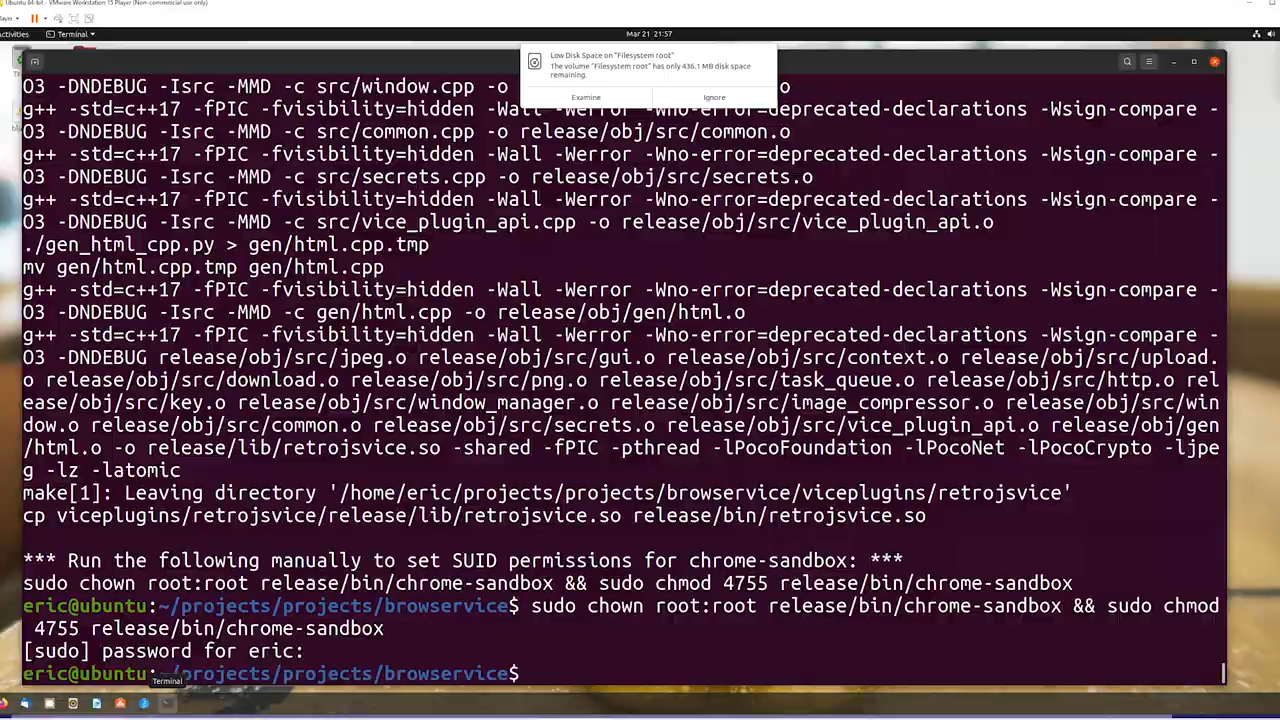 Ubuntu 64-bit - VMware Workstation 15 Player (Non-commercial use only)
Terminal
Mar 21 21:57
Low Disk Space on "Filesystem root"
The volume "Filesystem root" has only 436.1 MB disk space
remaining.
Examine
Ignore
O3 -DNDEBUG -Isrc -MMD -c src/window.cpp -o
g++ -std=c++17 -fPIC -fvisibility=hidden -Wall -Werror -Wno-error=deprecated-declarations -Wsign-compare -
O3 -DNDEBUG -Isrc -MMD -c src/common.cpp -o release/obj/src/common.o
g++ -std=c++17 -fPIC -fvisibility=hidden -Wall -Werror -Wno-error=deprecated-declarations -Wsign-compare -
O3 -DNDEBUG -Isrc -MMD -c src/secrets.cpp -o release/obj/src/secrets.o
g++ -std=c++17 -fPIC -fvisibility=hidden -Wall -Werror -Wno-error=deprecated-declarations -Wsign-compare -
O3 -DNDEBUG -Isrc -MMD -c src/vice_plugin_api.cpp -o release/obj/src/vice_plugin_api.o
./gen_html_cpp.py > gen/html.cpp.tmp
mv gen/html.cpp.tmp gen/html.cpp
g++ -std=c++17 -fPIC -fvisibility=hidden -Wall -Werror -Wno-error=deprecated-declarations -Wsign-compare -
O3 -DNDEBUG -Isrc -MMD -c gen/html.cpp -o release/obj/gen/html.o
g++ -std=c++17 -fPIC -fvisibility=hidden -Wall -Werror -Wno-error=deprecated-declarations -Wsign-compare -
O3 -DNDEBUG release/obj/src/jpeg.o release/obj/src/gui.o release/obj/src/context.o release/obj/src/upload.
o release/obj/src/download.o release/obj/src/png.o release/obj/src/task_queue.o release/obj/src/http.o rel
ease/obj/src/key.o release/obj/src/window_manager.o release/obj/src/image_compressor.o release/obj/src/win
dow.o release/obj/src/common.o release/obj/src/secrets.o release/obj/src/vice_plugin_api.o release/obj/gen
/html.o -o release/lib/retrojsvice.so -shared -fPIC -pthread -lPocoFoundation -lPocoNet -lPocoCrypto -ljpe
g -lz -latomic
make[1]: Leaving directory '/home/eric/projects/projects/browservice/viceplugins/retrojsvice'
cp viceplugins/retrojsvice/release/lib/retrojsvice.so release/bin/retrojsvice.so
*** Run the following manually to set SUID permissions for chrome-sandbox: ***
sudo chown root:root release/bin/chrome-sandbox && sudo chmod 4755 release/bin/chrome-sandbox
eric@ubuntu:~/projects/projects/browservice$ sudo chown root:root release/bin/chrome-sandbox && sudo chmod
4755 release/bin/chrome-sandbox
[sudo] password for eric:
eric@ubuntu:~/projects/projects/browservice$
Terminal